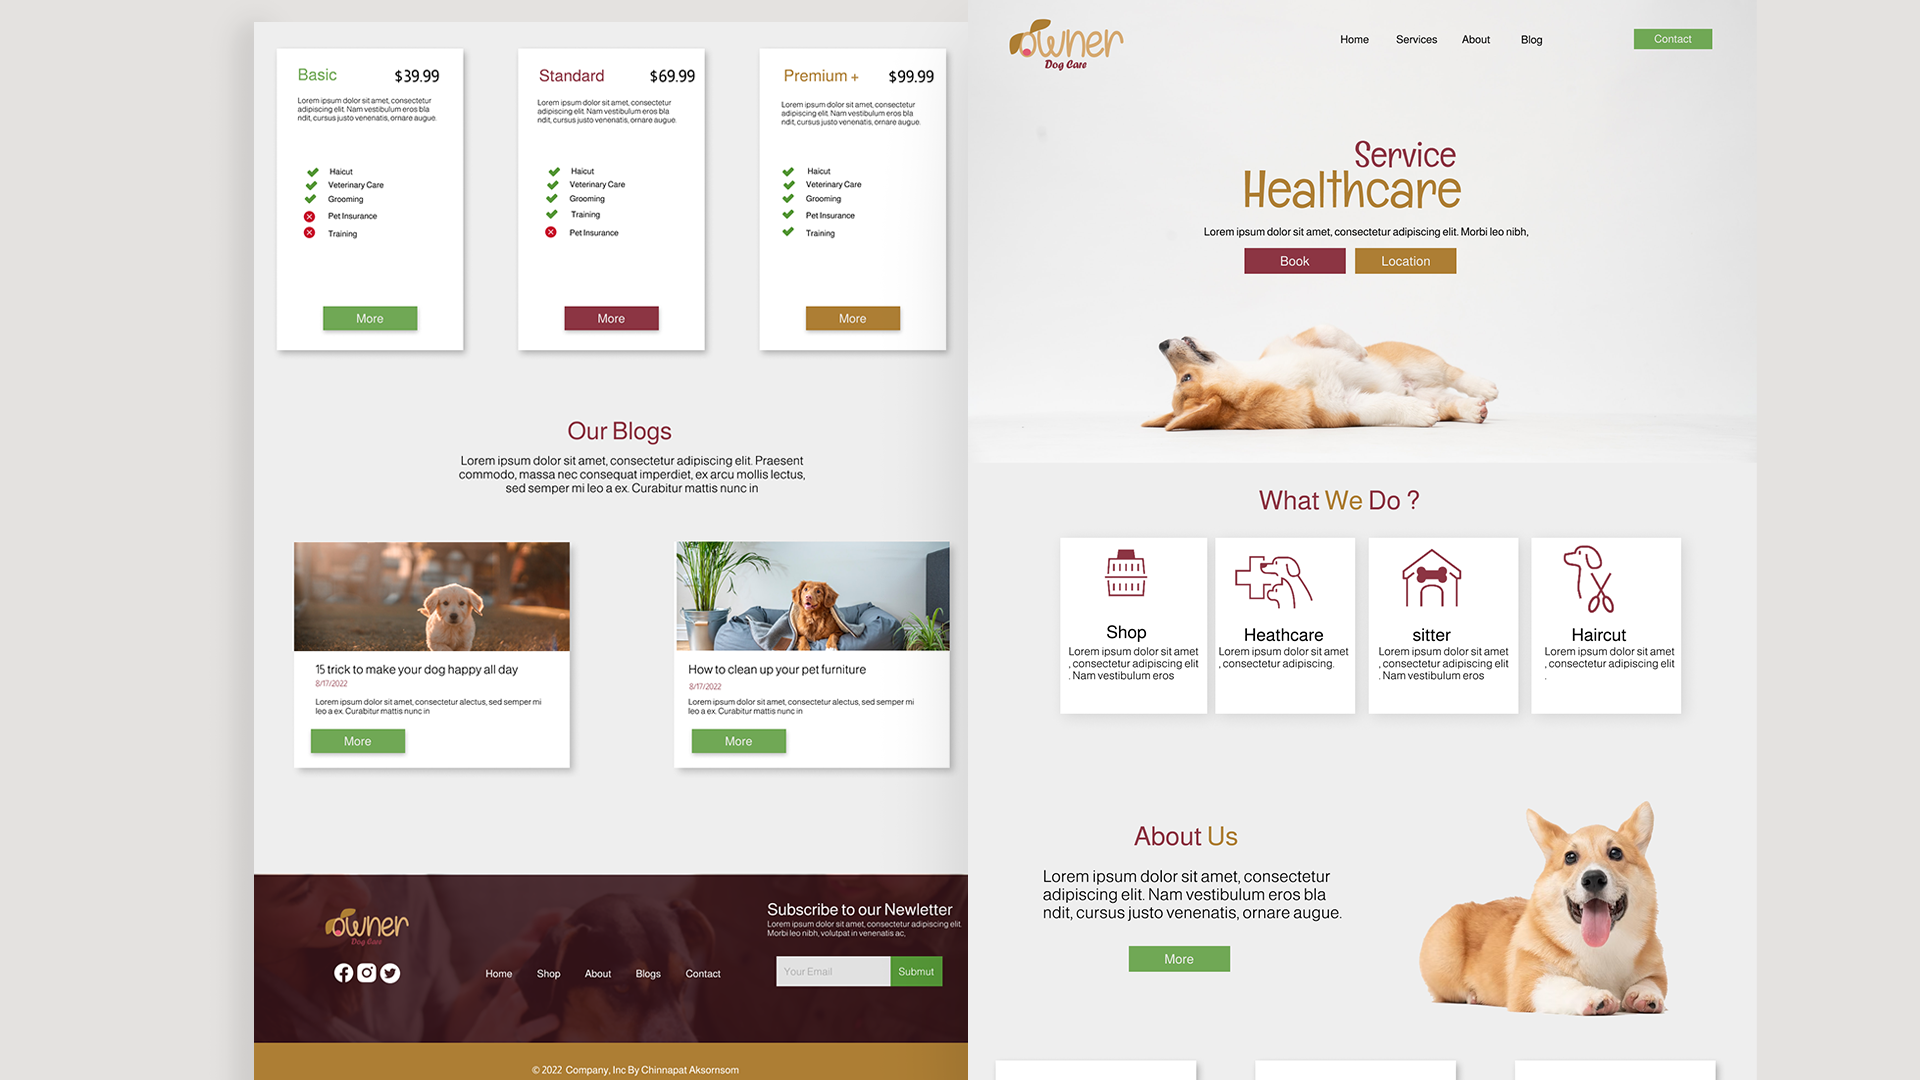 Basic
$39.99
Lorem ipsum dolor sit amet, consectetur
adipiscing elit. Nam vestibulum eros bla
ndit, cursus justo venenatis, ornare augue.
Haicut
Veterinary Care
Grooming
Pet Insurance
Training
More
Standard
$69.99
Lorem ipsum dolor sit amet, consectetur
adipiscing elit. Nam vestibulum eros bla
ndit, cursus justo venenatis, ornare augue.
Haicut
Veterinary Care
Grooming
Training
Pet Insurance
More
Premium +
$99.99
Lorem ipsum dolor sit amet, consectetur
adipiscing elit. Nam vestibulum eros bla
ndit, cursus justo venenatis, ornare augue.
Haicut
Veterinary Care
Grooming
Pet Insurance
Training
More
Our Blogs
Lorem ipsum dolor sit amet, consectetur adipiscing elit. Praesent
commodo, massa nec consequat imperdiet, ex arcu mollis lectus,
sed semper mi leo a ex. Curabitur mattis nunc in
15 trick to make your dog happy all day
8/17/2022
Lorem ipsum dolor sit amet, consectetur alectus, sed semper mi
leo a ex. Curabitur mattis nunc in
More
How to clean up your pet furniture
8/17/2022
Lorem ipsum dolor sit amet, consectetur alectus, sed semper mi
leo a ex. Curabitur mattis nunc in
More
owner
Dog Care
Home Shop About Blogs Contact
Subscribe to our Newletter
Lorem ipsum dolor sit amet, consectetur adipiscing elit.
Morbi leo nibh, volutpat in venenatis ac,
Your Email
Submut
© 2022 Company, Inc By Chinnapat Aksornsom
owner
Dog Care
Home Services About Blog
Contact
Service
Healthcare
Lorem ipsum dolor sit amet, consectetur adipiscing elit. Morbi leo nibh,
Book
Location
What We Do ?
Shop
Lorem ipsum dolor sit amet
, consectetur adipiscing elit
. Nam vestibulum eros
Heathcare
Lorem ipsum dolor sit amet
, consectetur adipiscing.
sitter
Lorem ipsum dolor sit amet
, consectetur adipiscing elit
. Nam vestibulum eros
Haircut
Lorem ipsum dolor sit amet
, consectetur adipiscing elit
.
About Us
Lorem ipsum dolor sit amet, consectetur
adipiscing elit. Nam vestibulum eros bla
ndit, cursus justo venenatis, ornare augue.
More